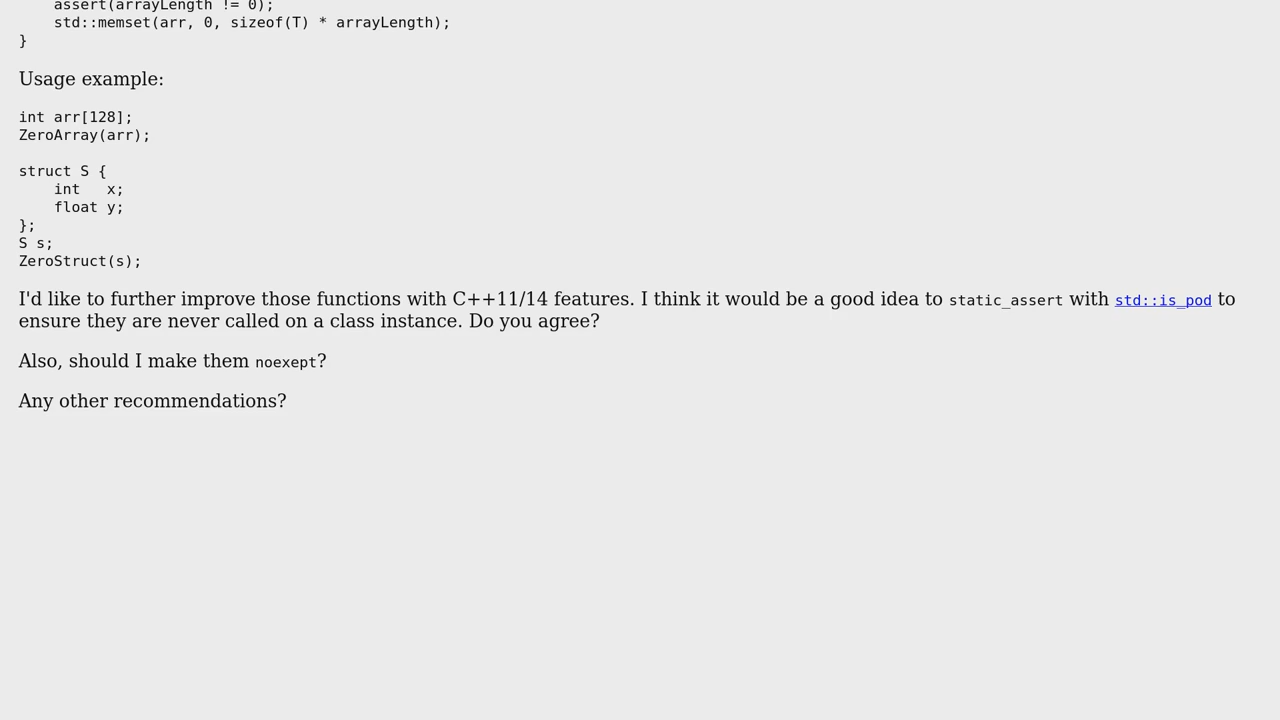 assert(arrayLength != 0);
    std::memset(arr, 0, sizeof(T) * arrayLength);
}
Usage example:
int arr[128];
ZeroArray(arr);
struct S {
    int   x;
    float y;
};
S s;
ZeroStruct(s);
I'd like to further improve those functions with C++11/14 features. I think it would be a good idea to static_assert with std::is_pod to
ensure they are never called on a class instance. Do you agree?
Also, should I make them noexept?
Any other recommendations?